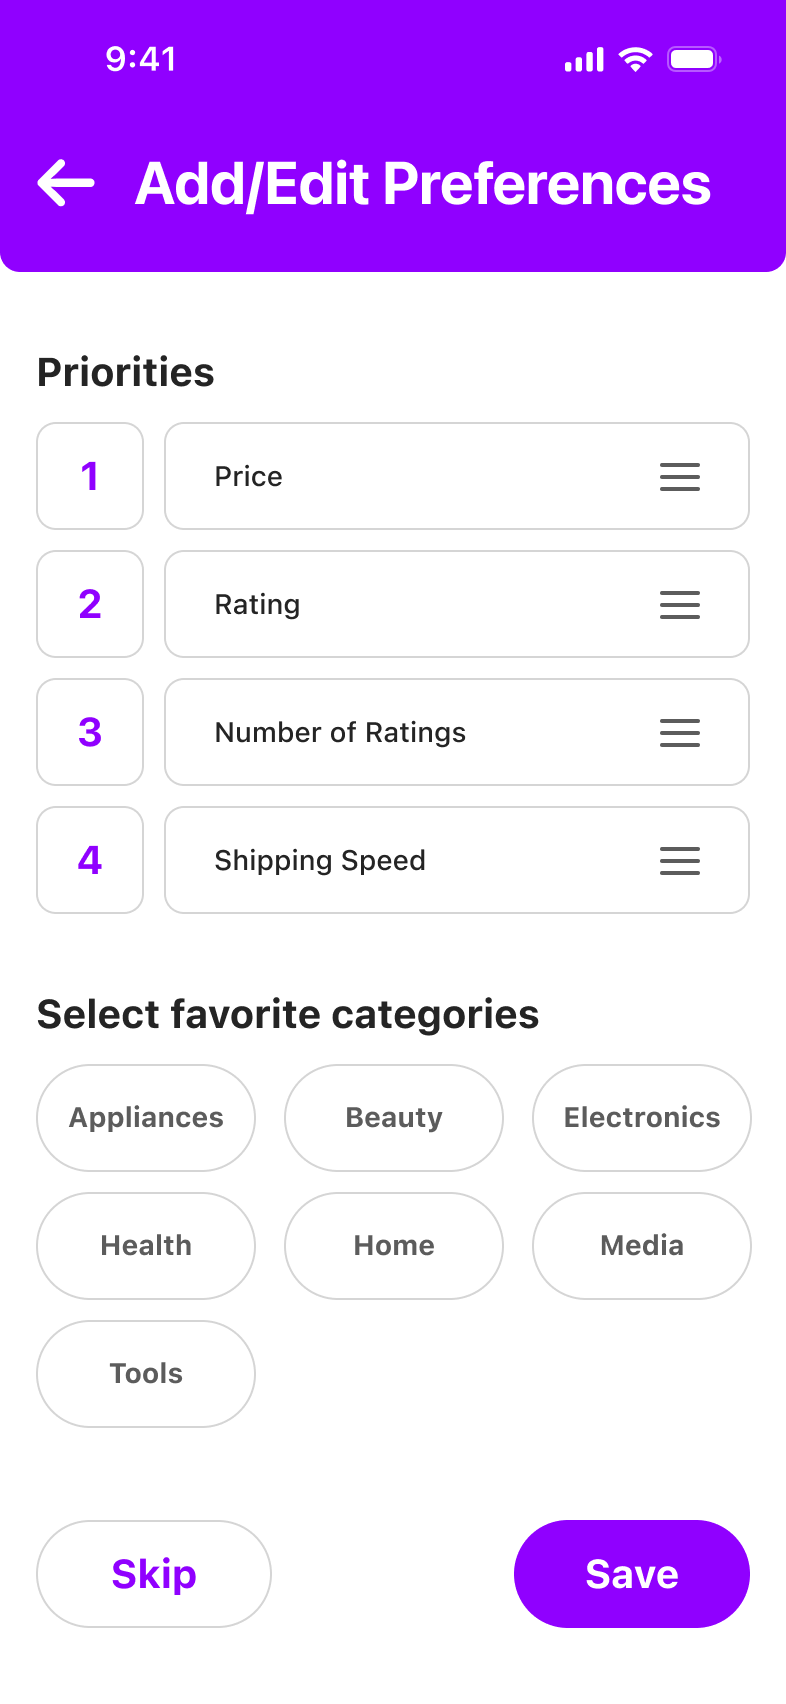 9:41
Add/Edit Preferences
Priorities
1 Price
2 Rating
3 Number of Ratings
4 Shipping Speed
Select favorite categories
Appliances Beauty Electronics
Health Home Media
Tools
Skip Save